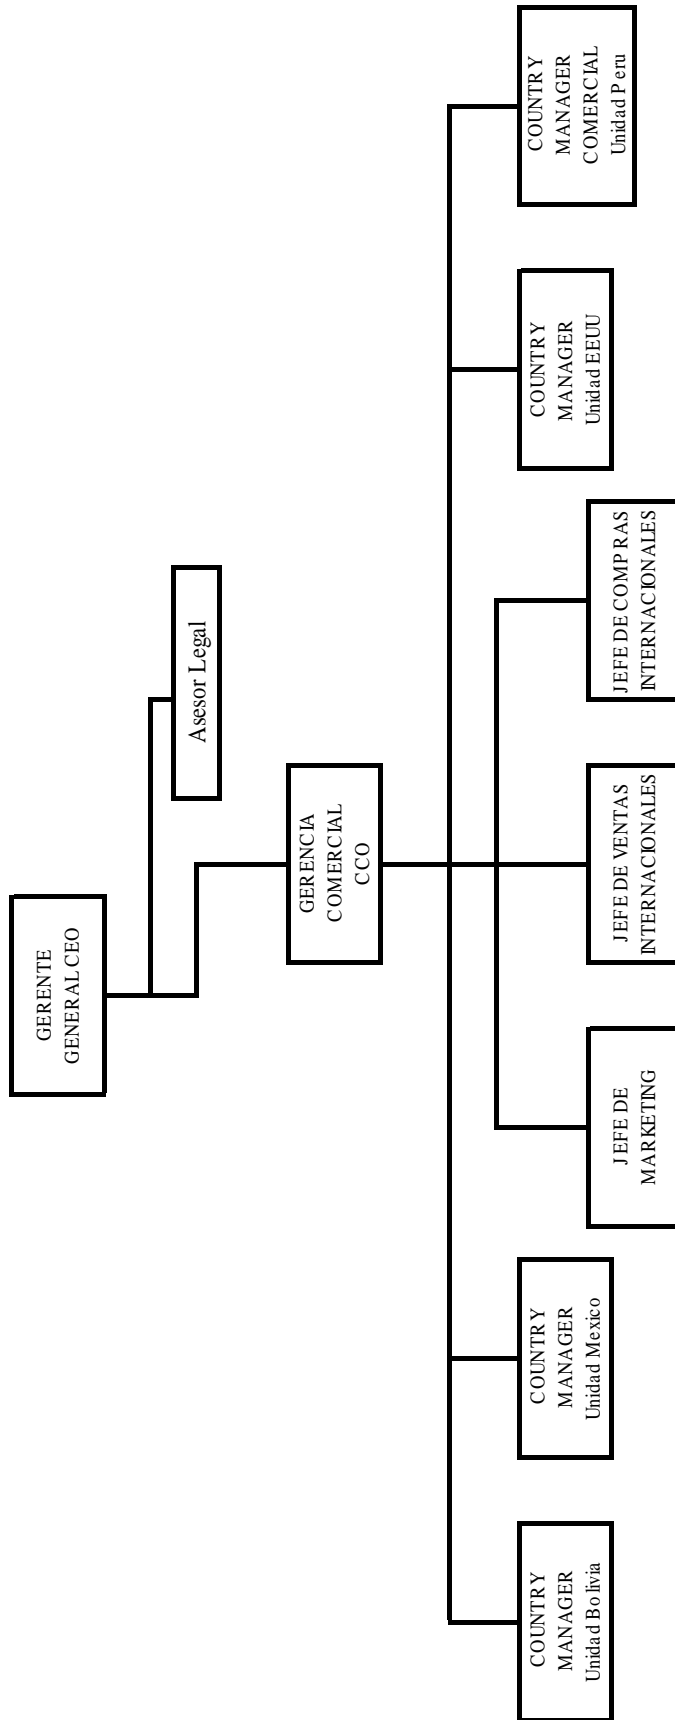 GERENTE
GENERAL CEO
Asesor Legal
GERENCIA
COMERCIAL
CCO
COUNTRY
MANAGER
Unidad Bolivia
COUNTRY
MANAGER
Unidad Mexico
JEFE DE
MARKETING
JEFE DE VENTAS
INTERNACIONALES
JEFE DE COMPRAS
INTERNACIONALES
COUNTRY
MANAGER
Unidad EEUU
COUNTRY
MANAGER
COMERCIAL
Unidad Peru